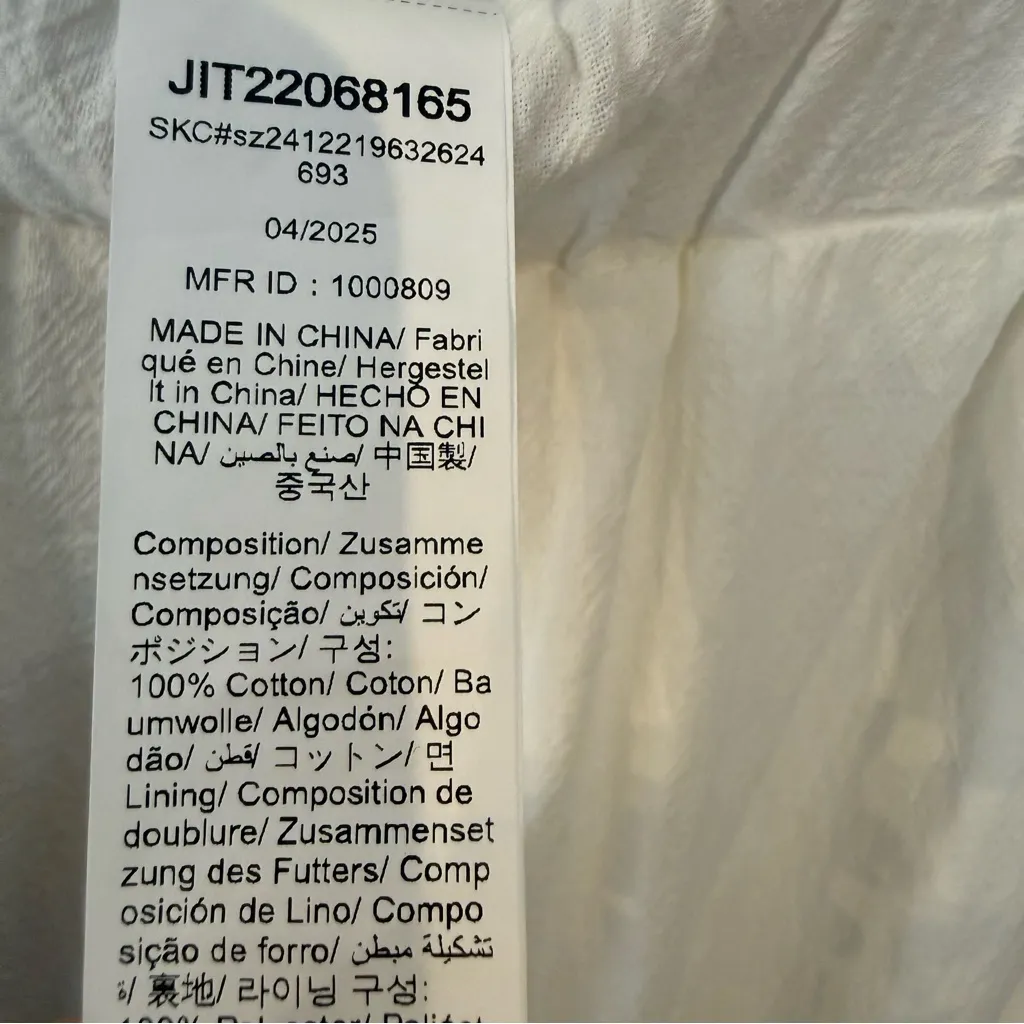 JIT22068165
SKC#sz2412219632624
693
04/2025
MFR ID : 1000809
MADE IN CHINA/ Fabri
qué en Chine/ Hergestel
lt in China/ HECHO EN
CHINA/ FEITO NA CHI
NA/ صنع بالصين/ 中国製/
중국산
Composition/ Zusamme
nsetzung/ Composición/
Composição/ تكوين/ コン
ポジション/ 구성:
100% Cotton/ Coton/ Ba
umwolle/ Algodón/ Algo
dão/ قطن/ コットン/ 면
Lining/ Composition de
doublure/ Zusammenset
zung des Futters/ Comp
osición de Lino/ Compo
sição de forro/ تشكيلة مبطن
ة/ 裏地/ 라이닝 구성:
100% Polyester/ Poliést